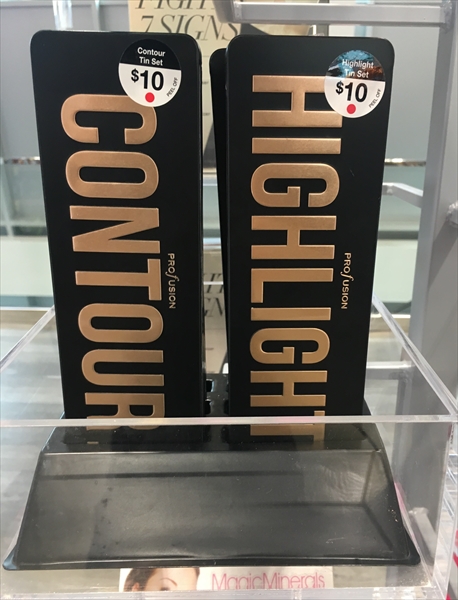 7 SIGNS
Contour
Tin Set
$10
PEEL OFF
CONTOUR
PROFUSION
Highlight
Tin Set
$10
PEEL OFF
HIGHLIGHT
PROFUSION
MagicMinerals